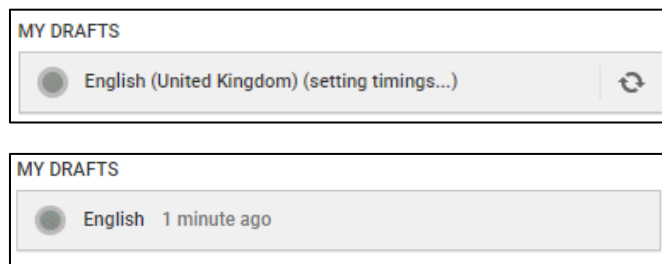 MY DRAFTS
English (United Kingdom) (setting timings...)
MY DRAFTS
English 1 minute ago